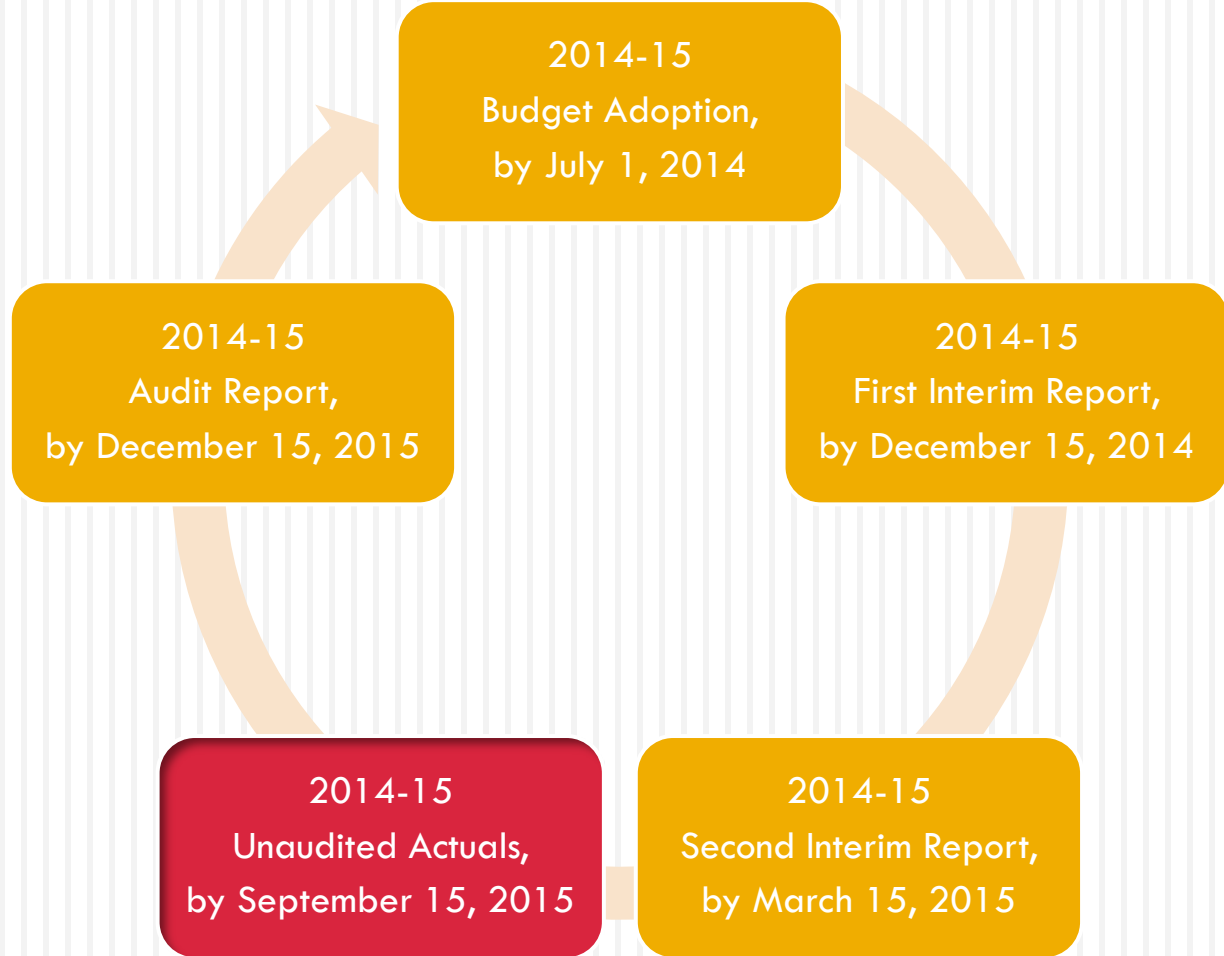 2014-15
Budget Adoption,
by July 1, 2014
2014-15
First Interim Report,
by December 15, 2014
2014-15
Second Interim Report,
by March 15, 2015
2014-15
Unaudited Actuals,
by September 15, 2015
2014-15
Audit Report,
by December 15, 2015